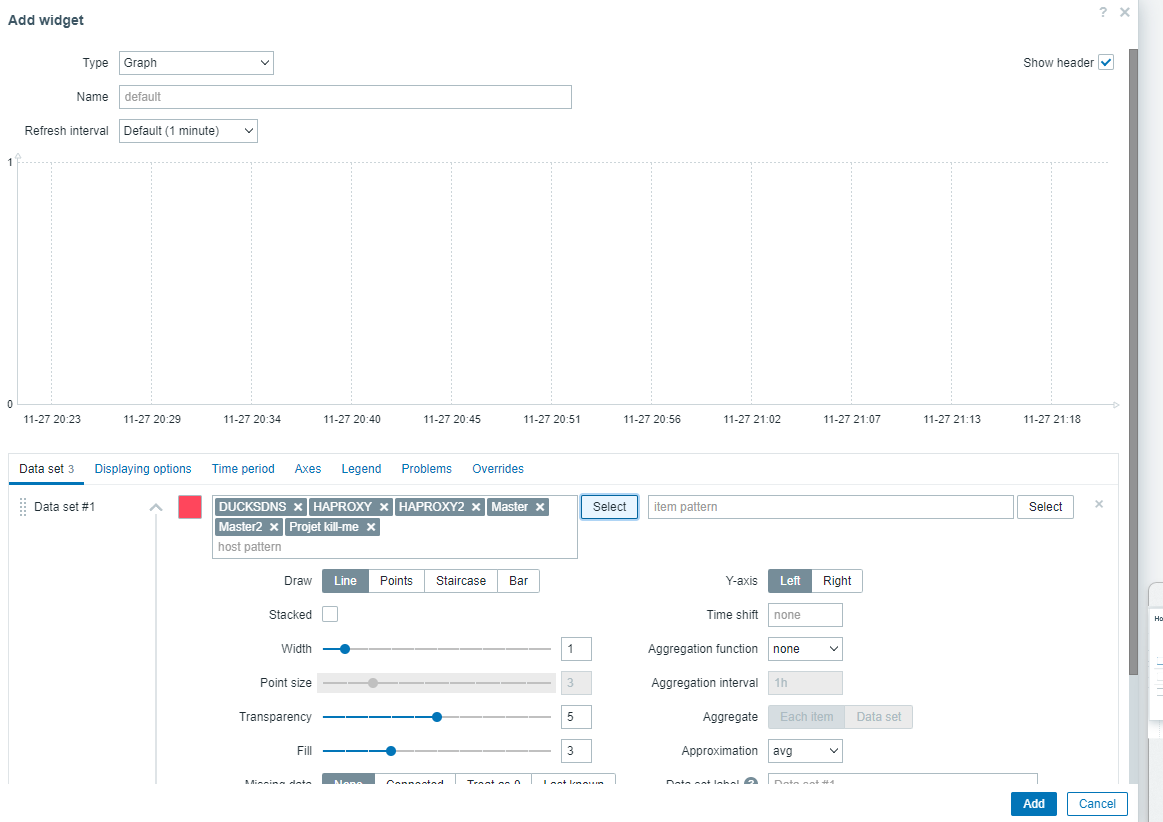 Add widget ?
Type Graph Show header
Name default
Refresh interval Default (1 minute)
1
0
11-27 20:23 11-27 20:29 11-27 20:34 11-27 20:40 11-27 20:45 11-27 20:51 11-27 20:56 11-27 21:02 11-27 21:07 11-27 21:13 11-27 21:18
Data set 3 Displaying options Time period Axes Legend Problems Overrides
Data set #1 DUCKSDNS HAPROXY HAPROXY2 Master Select item pattern Select
Master2 Projet kill-me
host pattern
Draw Line Points Staircase Bar Y-axis Left Right
Stacked Time shift none
Width 1 Aggregation function none
Point size 3 Aggregation interval 1h
Transparency 5 Aggregate Each item Data set
Fill 3 Approximation avg
Missing data None Connected Treat as 0 Last known Data set label ? Data set #1
Add Cancel
Ho